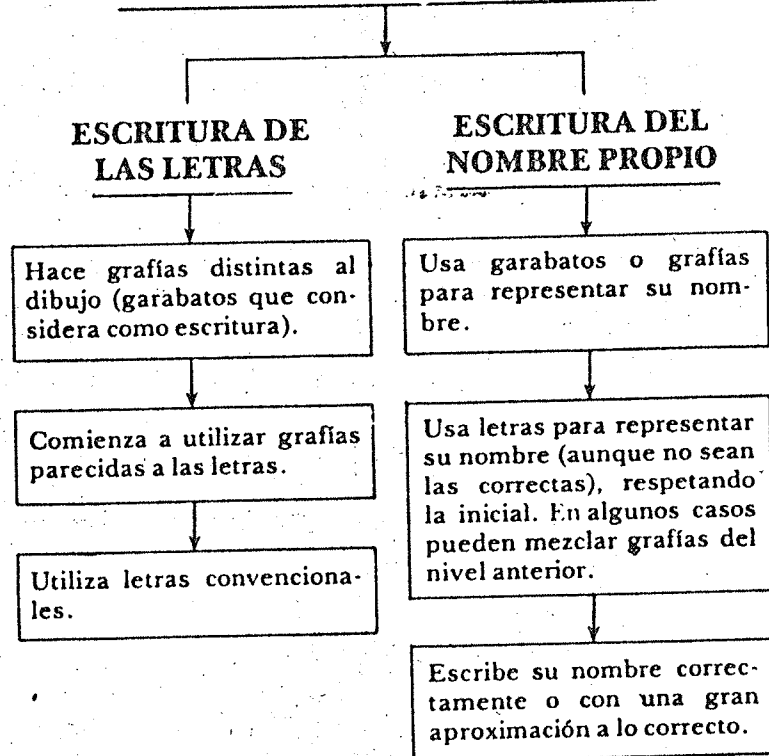 ESCRITURA DE
LAS LETRAS
Hace grafías distintas al
dibujo (garabatos que con-
sidera como escritura).
Comienza a utilizar grafías
parecidas a las letras.
Utiliza letras convenciona-
les.
ESCRITURA DEL
NOMBRE PROPIO
Usa garabatos o grafías
para representar su nom-
bre.
Usa letras para representar
su nombre (aunque no sean
las correctas), respetando
la inicial. En algunos casos
pueden mezclar grafías del
nivel anterior.
Escribe su nombre correc-
tamente o con una gran
aproximación a lo correcto.